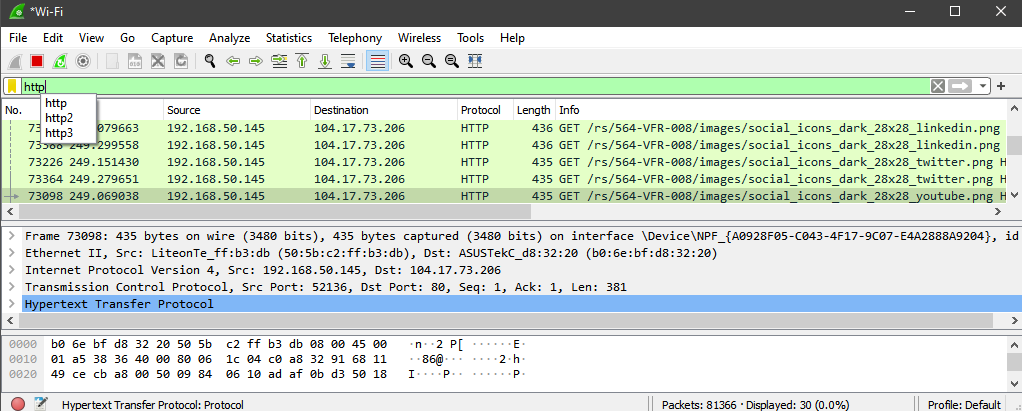 *Wi-Fi
File Edit View Go Capture Analyze Statistics Telephony Wireless Tools Help
http
http
http2
http3
No. Source Destination Protocol Length Info
079663 192.168.50.145 104.17.73.206 HTTP 436 GET /rs/564-VFR-008/images/social_icons_dark_28x28_linkedin.png
249.299558 192.168.50.145 104.17.73.206 HTTP 436 GET /rs/564-VFR-008/images/social_icons_dark_28x28_linkedin.png
73226 249.151430 192.168.50.145 104.17.73.206 HTTP 435 GET /rs/564-VFR-008/images/social_icons_dark_28x28_twitter.png H
73364 249.279651 192.168.50.145 104.17.73.206 HTTP 435 GET /rs/564-VFR-008/images/social_icons_dark_28x28_twitter.png H
73098 249.069038 192.168.50.145 104.17.73.206 HTTP 435 GET /rs/564-VFR-008/images/social_icons_dark_28x28_youtube.png H
Frame 73098: 435 bytes on wire (3480 bits), 435 bytes captured (3480 bits) on interface \Device\NPF_{A0928F05-C043-4F17-9C07-E4A2888A9204}, id
Ethernet II, Src: LiteonTe_ff:b3:db (50:5b:c2:ff:b3:db), Dst: ASUSTekC_d8:32:20 (b0:6e:bf:d8:32:20)
Internet Protocol Version 4, Src: 192.168.50.145, Dst: 104.17.73.206
Transmission Control Protocol, Src Port: 52136, Dst Port: 80, Seq: 1, Ack: 1, Len: 381
Hypertext Transfer Protocol
0000 b0 6e bf d8 32 20 50 5b c2 ff b3 db 08 00 45 00 ·n··2 P[ ······E·
0010 01 a5 38 36 40 00 80 06 1c 04 c0 a8 32 91 68 11 ··86@··· ····2·h·
0020 49 ce cb a8 00 50 09 84 06 10 ad af 0b d3 50 18 I····P·· ······P·
Hypertext Transfer Protocol: Protocol Packets: 81366 · Displayed: 30 (0.0%) Profile: Default